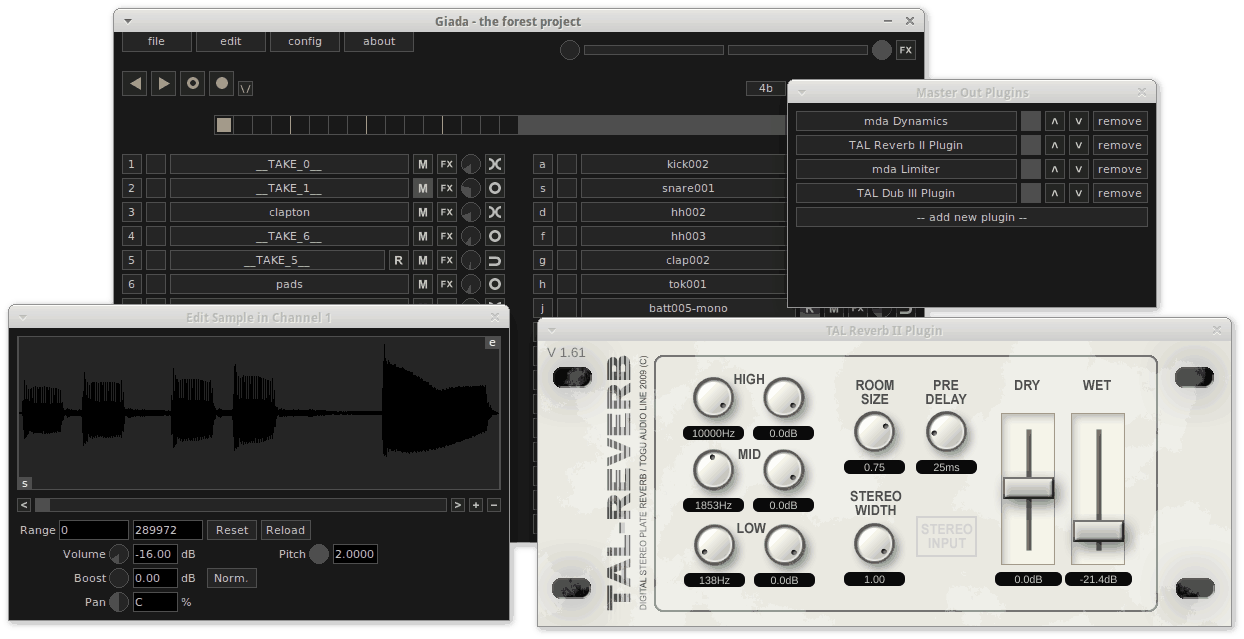 Giada - the forest project
file edit config about
FX
\/
4b
1 __TAKE_0__ M FX
2 __TAKE_1__ M FX
3 clapton M FX
4 __TAKE_6__ M FX
5 __TAKE_5__ R M FX
6 pads M FX
a kick002
s snare001
d hh002
f hh003
g clap002
h tok001
j batt005-mono
Master Out Plugins
mda Dynamics ʌ v remove
TAL Reverb II Plugin ʌ v remove
mda Limiter ʌ v remove
TAL Dub III Plugin ʌ v remove
-- add new plugin --
Edit Sample in Channel 1
e
s
< > + −
Range 0 289972 Reset Reload
Volume -16.00 dB Pitch 2.0000
Boost 0.00 dB Norm.
Pan C %
TAL Reverb II Plugin
V 1.61
TAL-REVERB
DIGITAL STEREO PLATE REVERB / TOGU AUDIO LINE 2009 (C)
HIGH
10000Hz 0.0dB
MID
1853Hz 0.0dB
LOW
138Hz 0.0dB
ROOM
SIZE
0.75
PRE
DELAY
25ms
STEREO
WIDTH
1.00
STEREO
INPUT
DRY WET
0.0dB -21.4dB